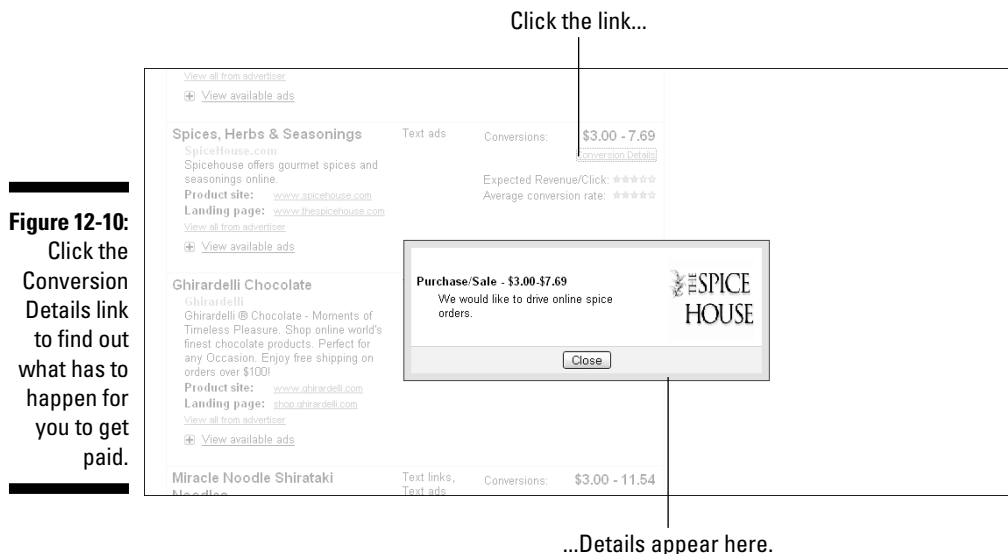 Click the link...
View all from advertiser
View available ads
Spices, Herbs & Seasonings
Text ads
Conversions:
$3.00 - 7.69
SpiceHouse.com
Conversion Details
Spicehouse offers gourmet spices and
seasonings online.
Expected Revenue/Click:
Product site: www.spicehouse.com
Average conversion rate:
Landing page: www.thespicehouse.com
View all from advertiser
View available ads
Figure 12-10:
Click the
Conversion
Details link
to find out
what has to
happen for
you to get
paid.
Purchase/Sale - $3.00-$7.69
We would like to drive online spice
orders.
THE SPICE
HOUSE
Close
Ghirardelli Chocolate
Ghirardelli
Ghirardelli ® Chocolate - Moments of
Timeless Pleasure. Shop online world's
finest chocolate products. Perfect for
any Occasion. Enjoy free shipping on
orders over $100!
Product site: www.ghirardelli.com
Landing page: shop.ghirardelli.com
View all from advertiser
View available ads
Miracle Noodle Shirataki
Noodles
Text links,
Text ads
Conversions:
$3.00 - 11.54
...Details appear here.